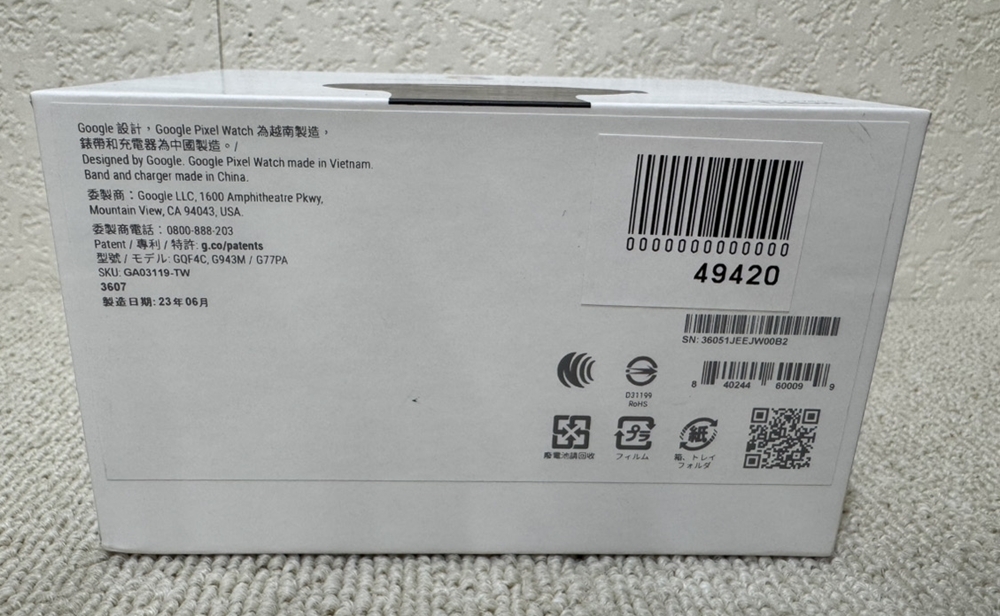 Google 設計，Google Pixel Watch 為越南製造，
錶帶和充電器為中國製造。/
Designed by Google. Google Pixel Watch made in Vietnam.
Band and charger made in China.
委製商：Google LLC, 1600 Amphitheatre Pkwy,
Mountain View, CA 94043, USA.
委製商電話：0800-888-203
Patent / 專利 / 特許: g.co/patents
型號 / モデル: GQF4C, G943M / G77PA
SKU: GA03119-TW
3607
製造日期: 23年06月
00000000000000
49420
SN: 36051JEEJW00B2
8 40244 60009 9
D31199
RoHS
廢電池請回收
プラ
フィルム
紙
箱、トレイ
フォルダ